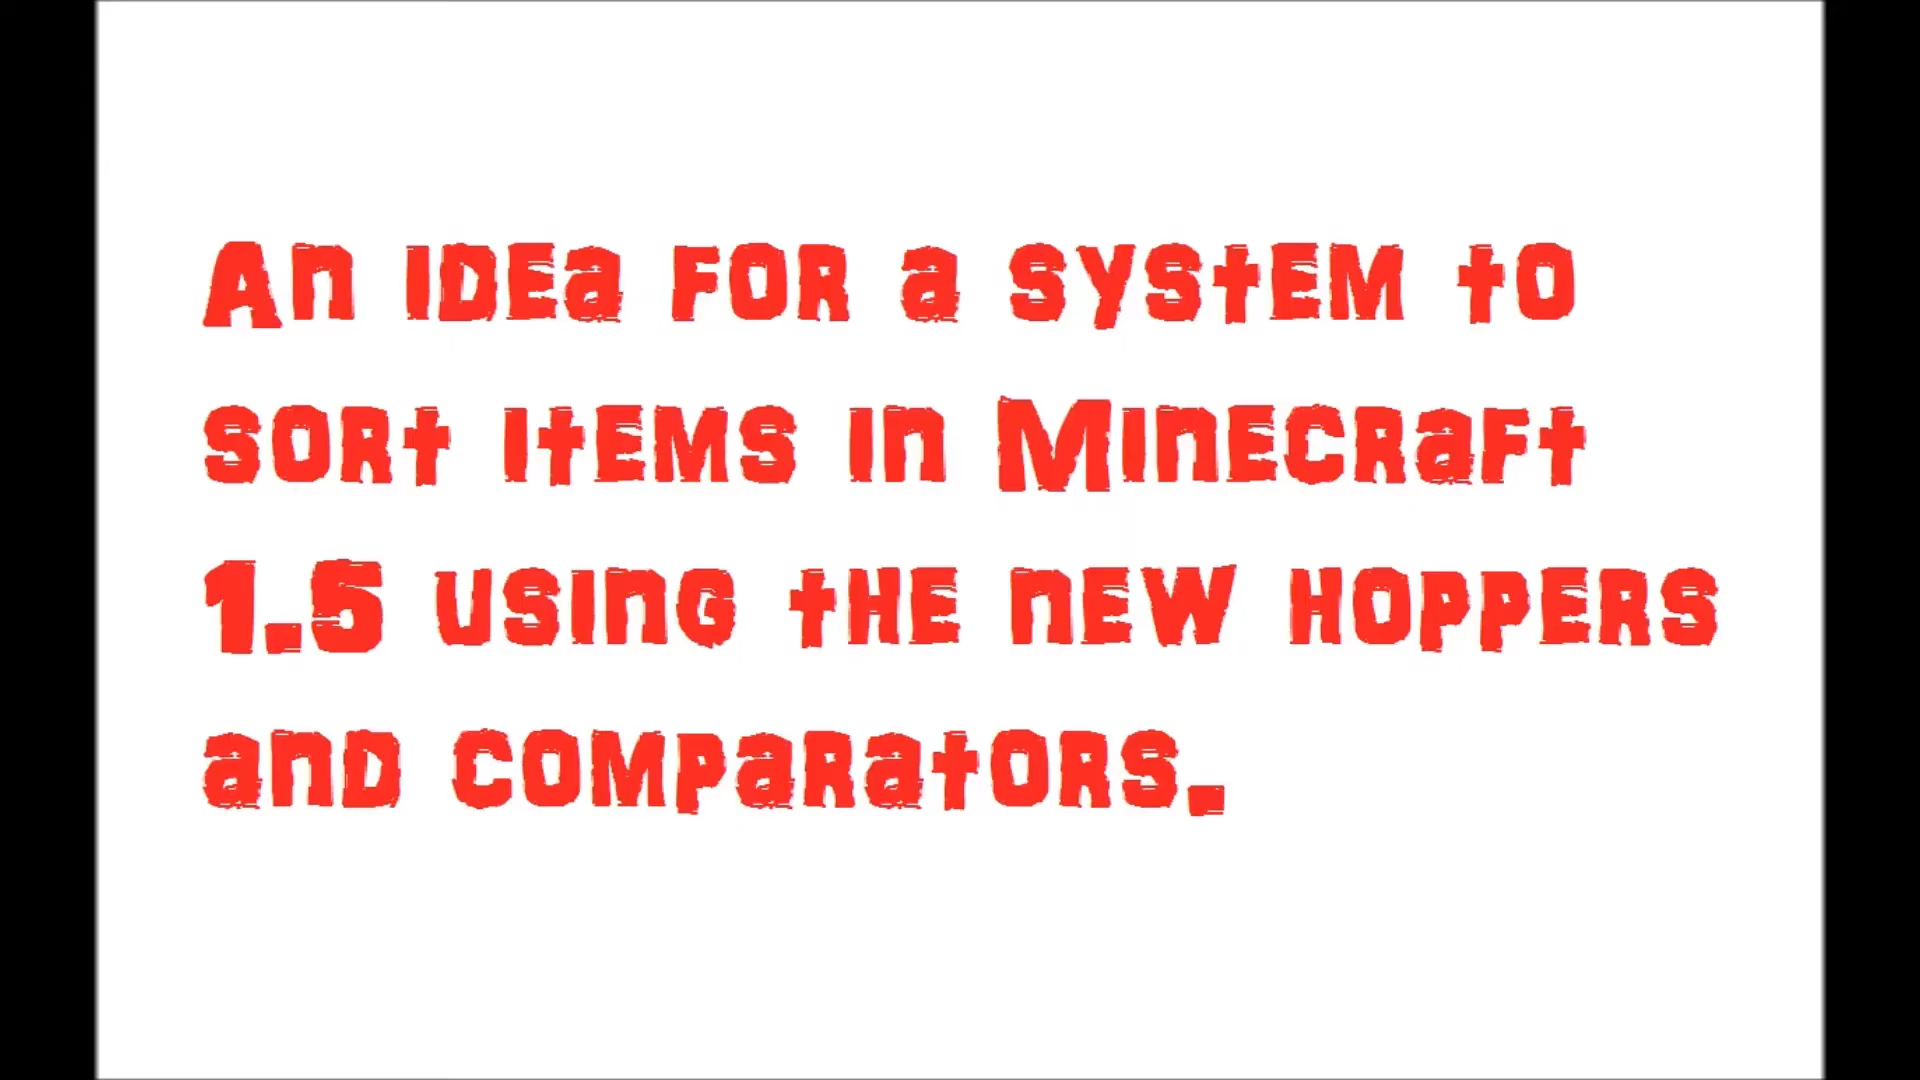 An idea for a system to
sort items in Minecraft
1.5 using the new hoppers
and comparators.